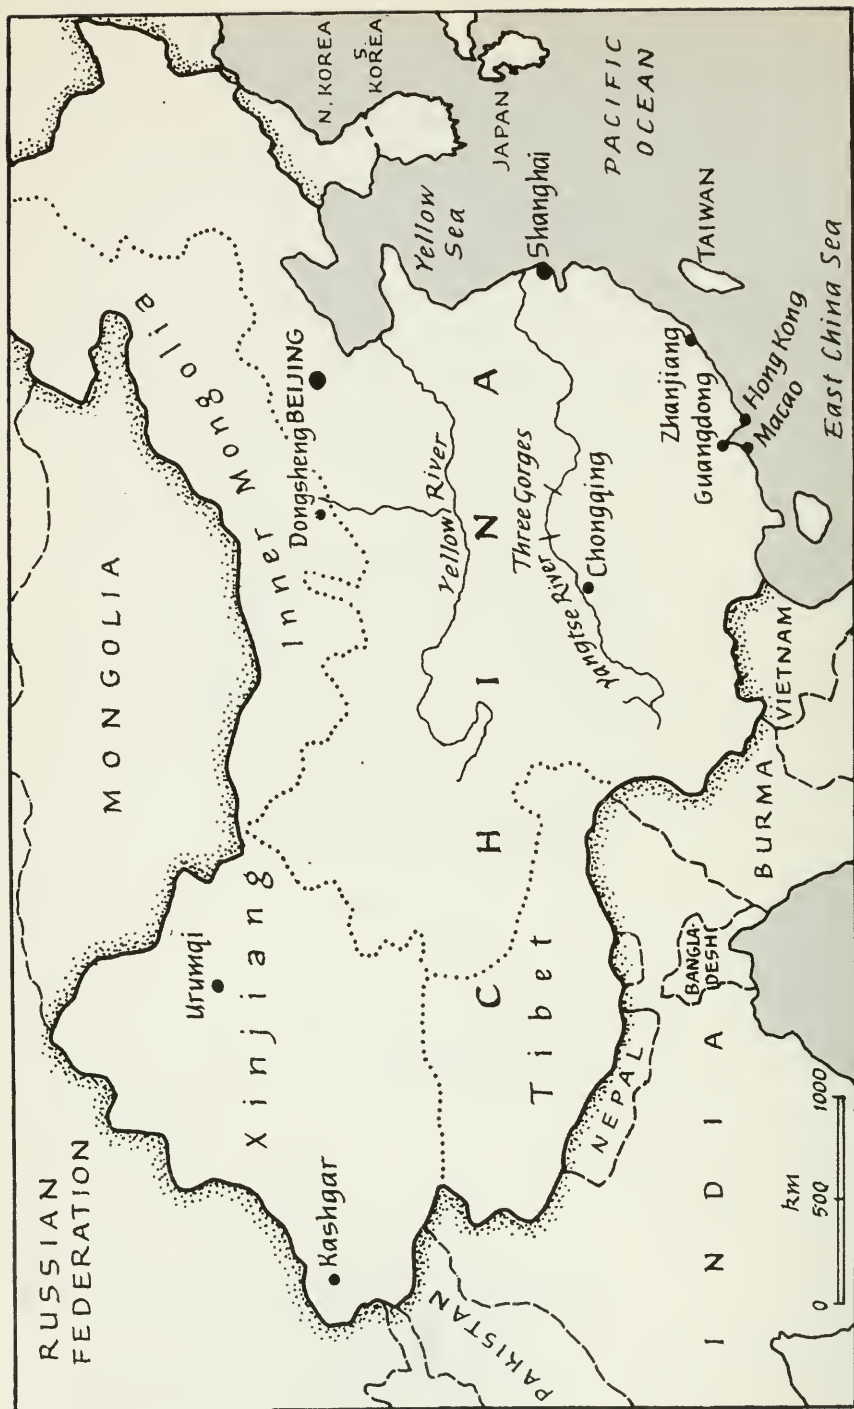 RUSSIAN
FEDERATION
MONGOLIA
Inner Mongolia
Urumqi
Xinjiang
Kashgar
Dongsheng
BEIJING
N. KOREA
S.
KOREA
Yellow
Sea
JAPAN
PACIFIC
OCEAN
Yellow River
CHINA
Three Gorges
Yangtse River
Chongqing
Shanghai
Tibet
PAKISTAN
NEPAL
BANGLA-
DESH
INDIA
BURMA
VIETNAM
Zhanjiang
Guangdong
Hong Kong
Macao
TAIWAN
East China Sea
km
0 500 1000